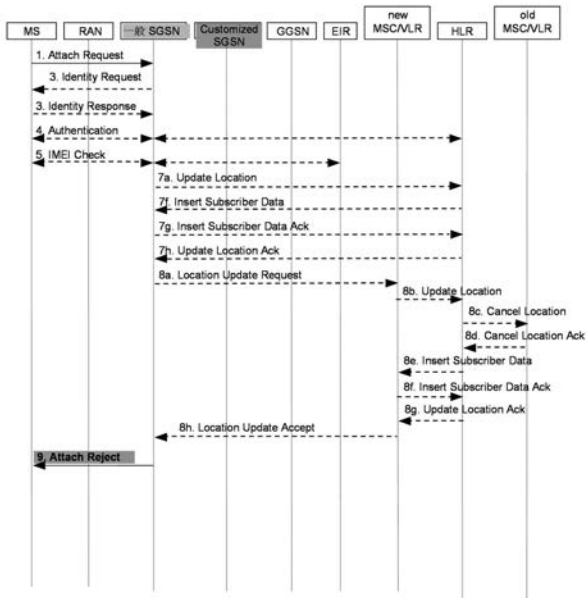 MS
RAN
一般 SGSN
Customized
SGSN
GGSN
EIR
new
MSC/VLR
HLR
old
MSC/VLR
1. Attach Request
3. Identity Request
3. Identity Response
4. Authentication
5. IMEI Check
7a. Update Location
7f. Insert Subscriber Data
7g. Insert Subscriber Data Ack
7h. Update Location Ack
8a. Location Update Request
8b. Update Location
8c. Cancel Location
8d. Cancel Location Ack
8e. Insert Subscriber Data
8f. Insert Subscriber Data Ack
8g. Update Location Ack
8h. Location Update Accept
9. Attach Reject